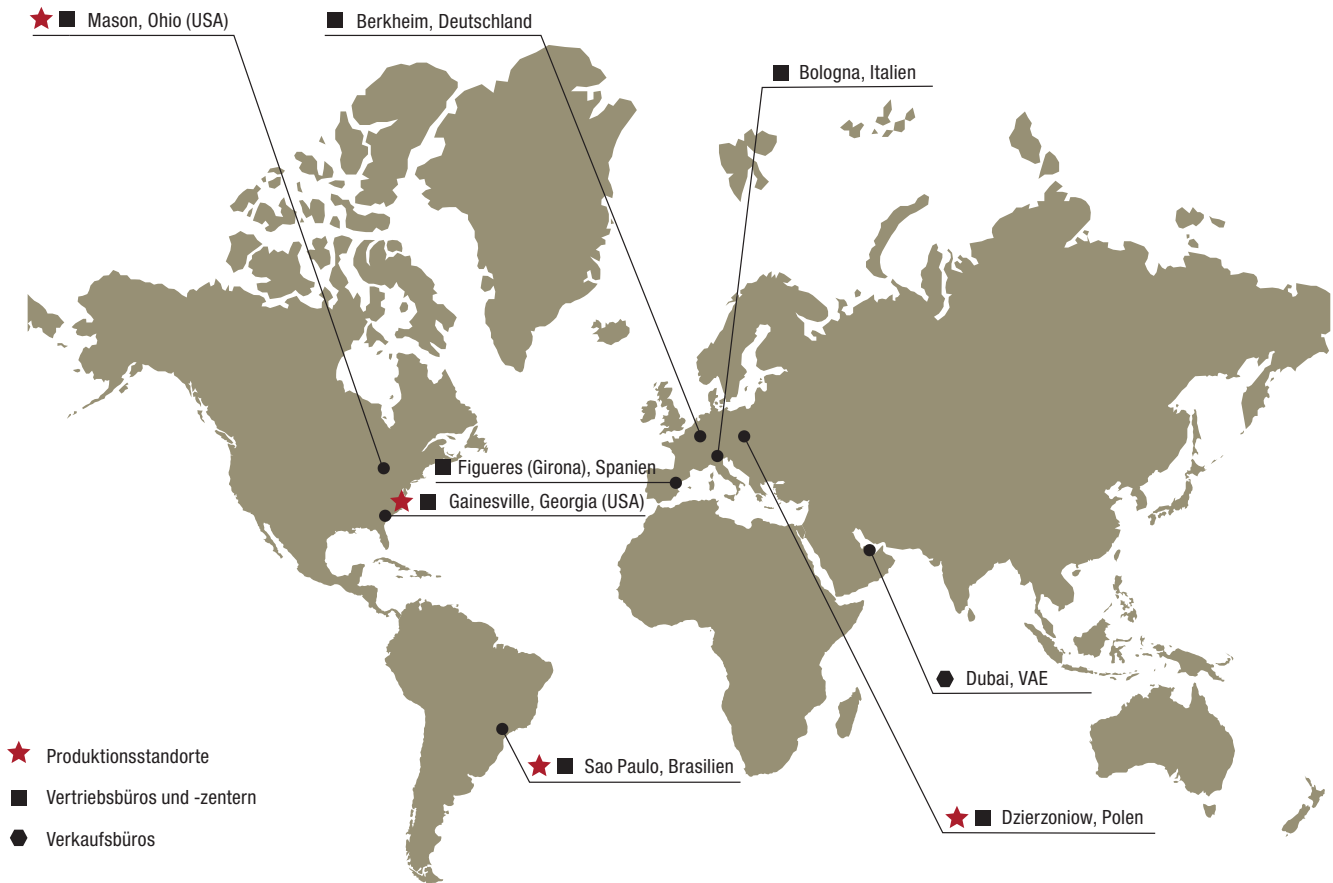 Mason, Ohio (USA)
Berkheim, Deutschland
Bologna, Italien
Figueres (Girona), Spanien
Gainesville, Georgia (USA)
Dubai, VAE
Sao Paulo, Brasilien
Dzierzoniow, Polen
Produktionsstandorte
Vertriebsbüros und -zentern
Verkaufsbüros